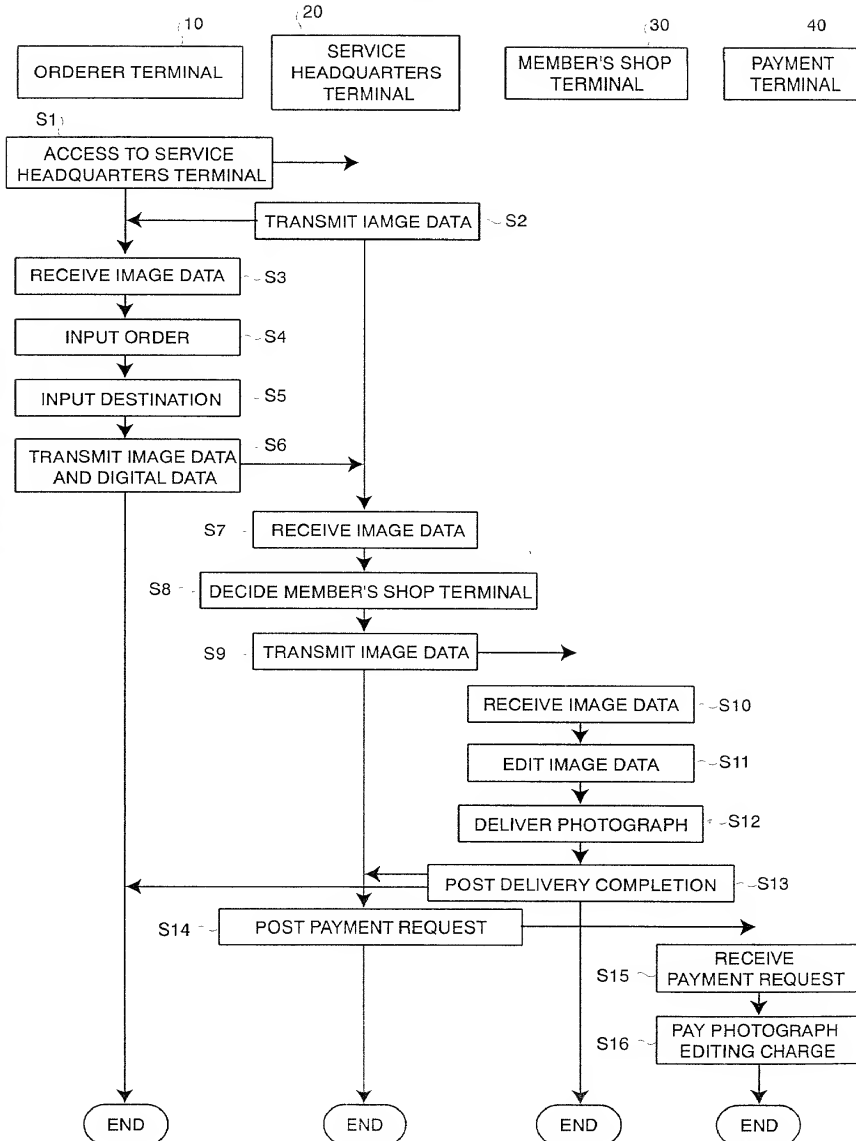 10
20
30
40
ORDERER TERMINAL
SERVICE
HEADQUARTERS
TERMINAL
MEMBER'S SHOP
TERMINAL
PAYMENT
TERMINAL
S1
ACCESS TO SERVICE
HEADQUARTERS TERMINAL
TRANSMIT IAMGE DATA
S2
RECEIVE IMAGE DATA
S3
INPUT ORDER
S4
INPUT DESTINATION
S5
S6
TRANSMIT IMAGE DATA
AND DIGITAL DATA
S7
RECEIVE IMAGE DATA
S8
DECIDE MEMBER'S SHOP TERMINAL
S9
TRANSMIT IMAGE DATA
RECEIVE IMAGE DATA
S10
EDIT IMAGE DATA
S11
DELIVER PHOTOGRAPH
S12
POST DELIVERY COMPLETION
S13
S14
POST PAYMENT REQUEST
S15
RECEIVE
PAYMENT REQUEST
S16
PAY PHOTOGRAPH
EDITING CHARGE
END
END
END
END